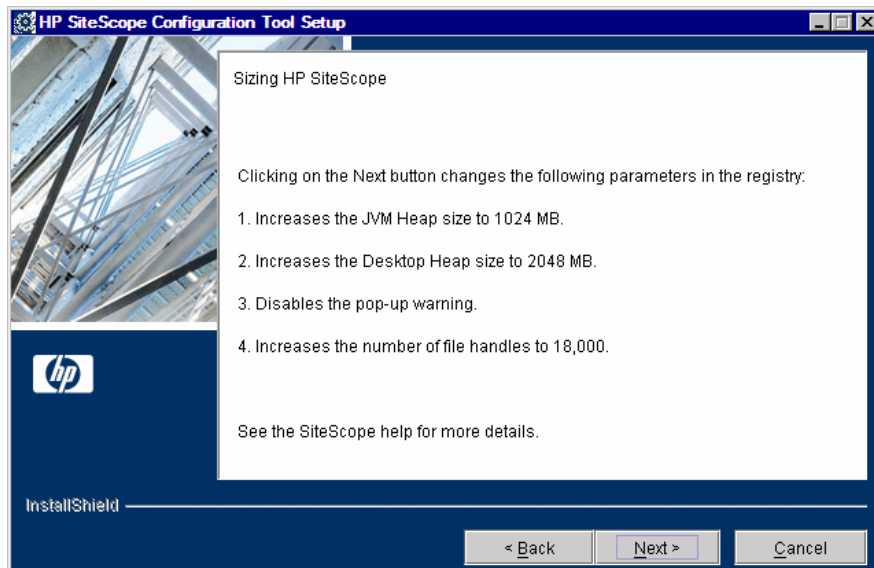 HP SiteScope Configuration Tool Setup
Sizing HP SiteScope
Clicking on the Next button changes the following parameters in the registry:
1. Increases the JVM Heap size to 1024 MB.
2. Increases the Desktop Heap size to 2048 MB.
3. Disables the pop-up warning.
4. Increases the number of file handles to 18,000.
hp
See the SiteScope help for more details.
InstallShield
< Back Next > Cancel